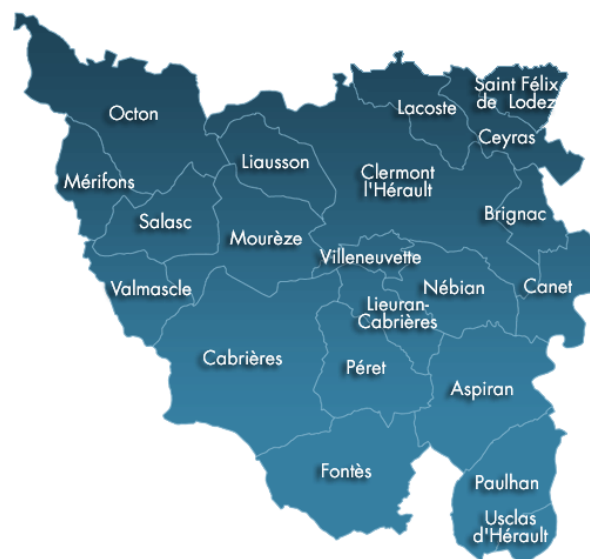 Saint Félix
de Lodez
Octon
Lacoste
Ceyras
Liausson
Clermont
l'Hérault
Mérifons
Salasc
Brignac
Mourèze
Villeneuvette
Valmascle
Nébian
Canet
Lieuran-
Cabrières
Cabrières
Péret
Aspiran
Fontès
Paulhan
Usclas
d'Hérault